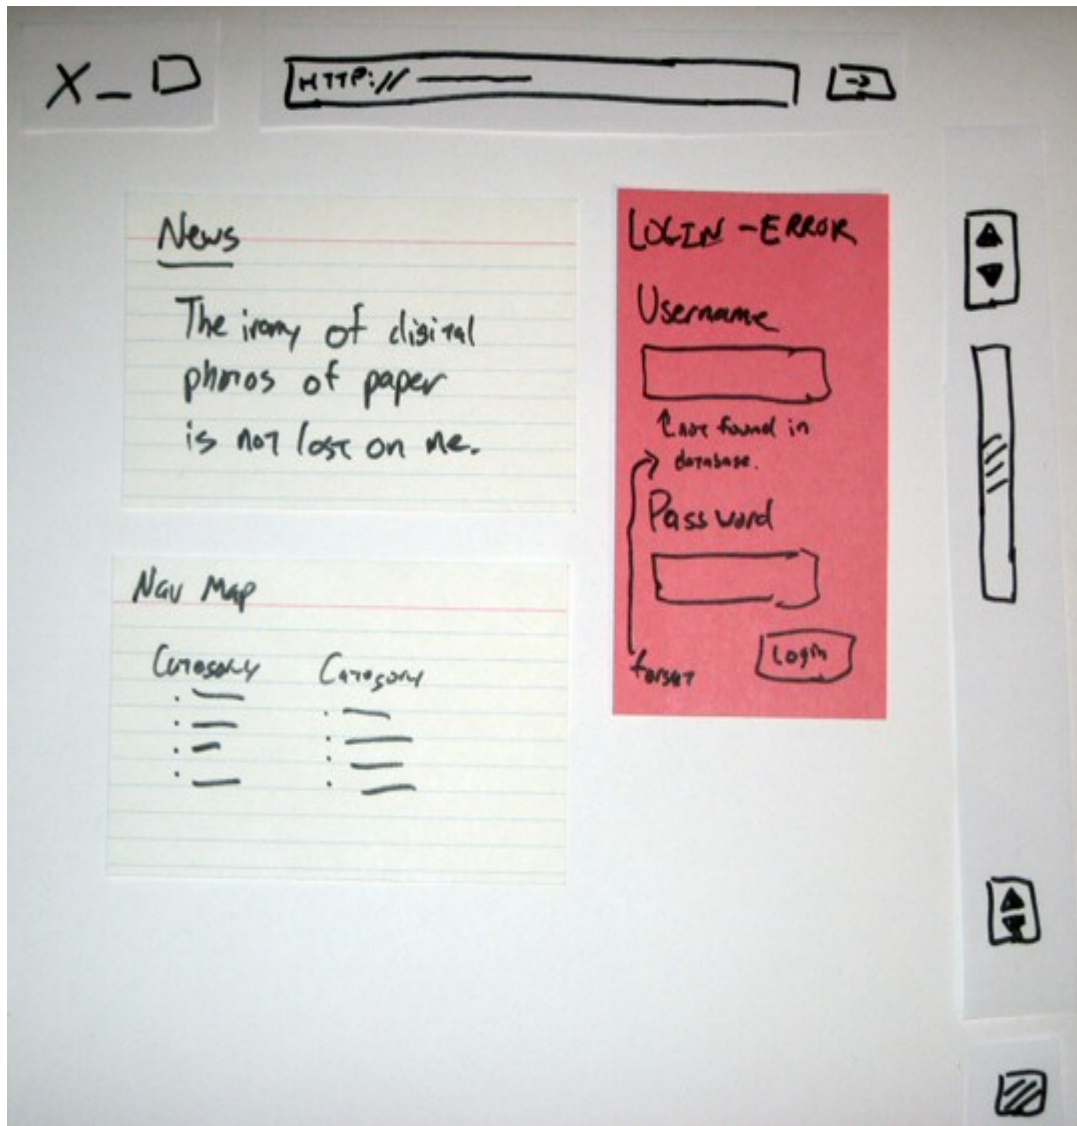 X_D
HTTP://
->
News
The irony of digital
photos of paper
is not lost on me.
LOGIN - ERROR
Username
not found in
database.
Password
Login
forgot
Nav Map
Category Category